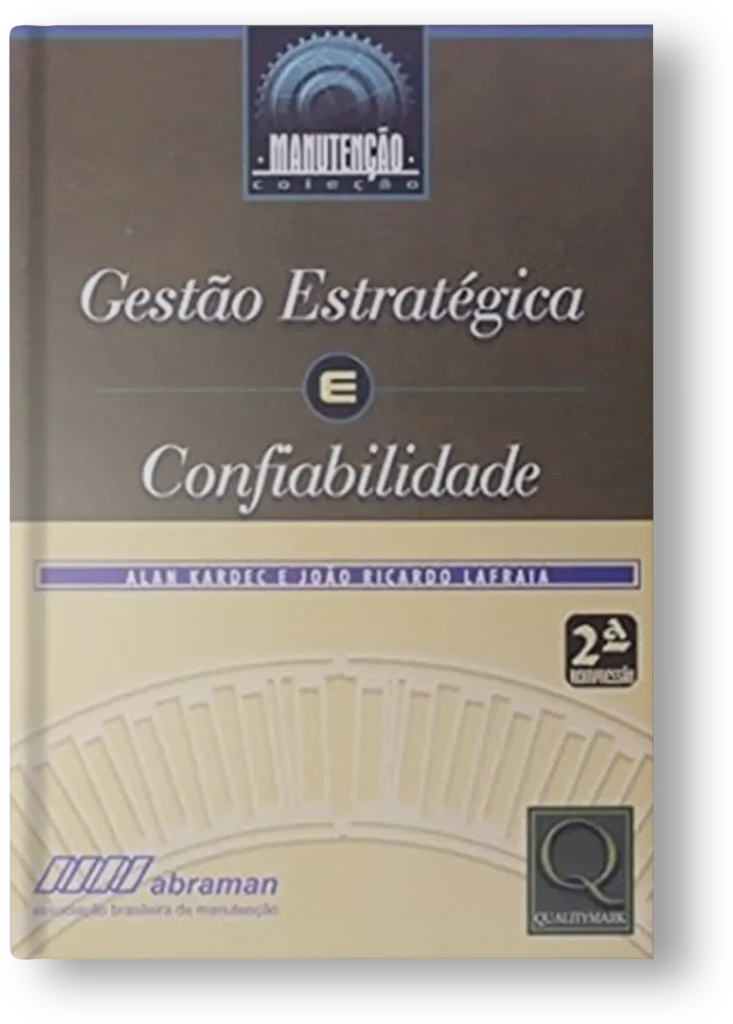 • MANUTENÇÃO •
coleção
Gestão Estratégica
E
Confiabilidade
ALAN KARDEC E JOÃO RICARDO LAFRAIA
2ª
REIMPRESSÃO
abraman
associação brasileira de manutenção
Q
QUALITYMARK